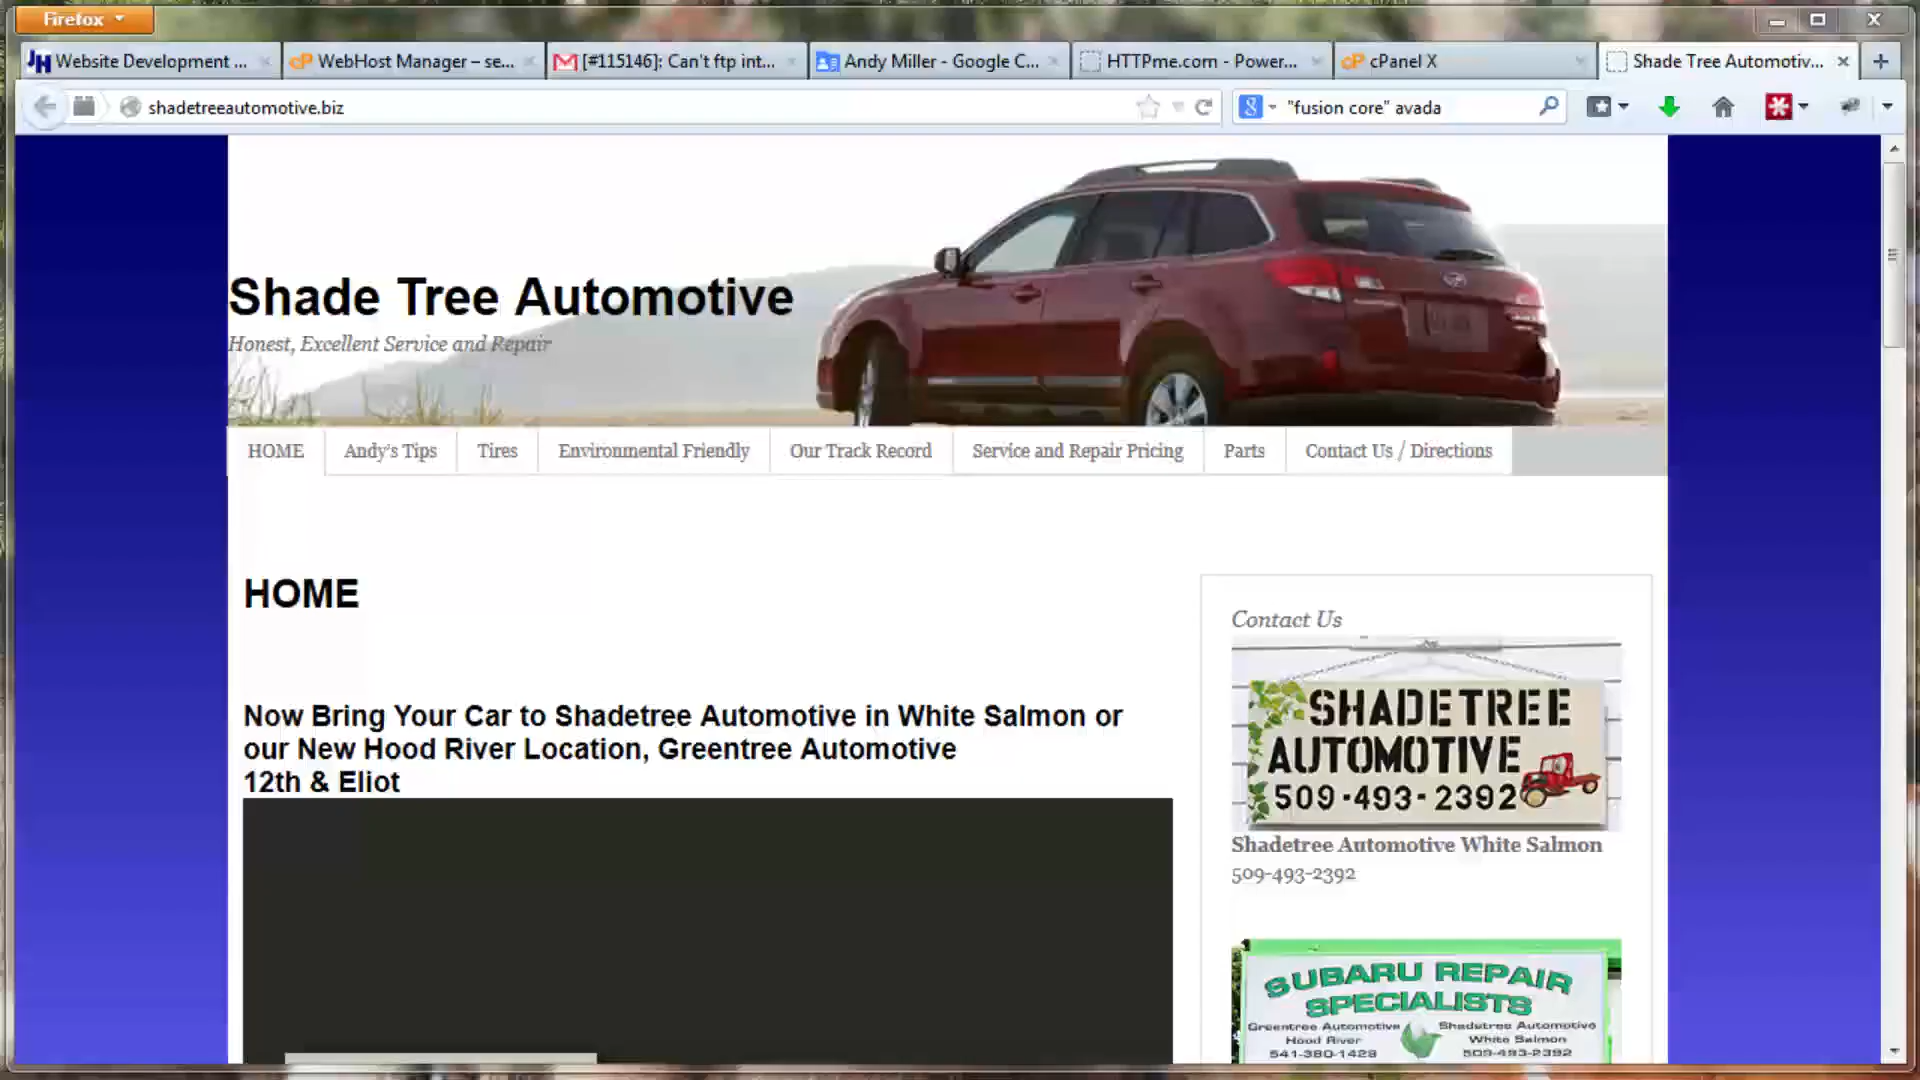 Firefox
Website Development ...
cP WebHost Manager – se...
[#115146]: Can't ftp int...
Andy Miller - Google C...
HTTPme.com - Power...
cP cPanel X
Shade Tree Automotiv...
shadetreeautomotive.biz
"fusion core" avada
Shade Tree Automotive
Honest, Excellent Service and Repair
HOME
Andy's Tips
Tires
Environmental Friendly
Our Track Record
Service and Repair Pricing
Parts
Contact Us / Directions
HOME
Now Bring Your Car to Shadetree Automotive in White Salmon or
our New Hood River Location, Greentree Automotive
12th & Eliot
Contact Us
SHADETREE
AUTOMOTIVE
509-493-2392
Shadetree Automotive White Salmon
509-493-2392
SUBARU REPAIR
SPECIALISTS
Greentree Automotive
Hood River
541-380-1428
Shadetree Automotive
White Salmon
509-493-2392